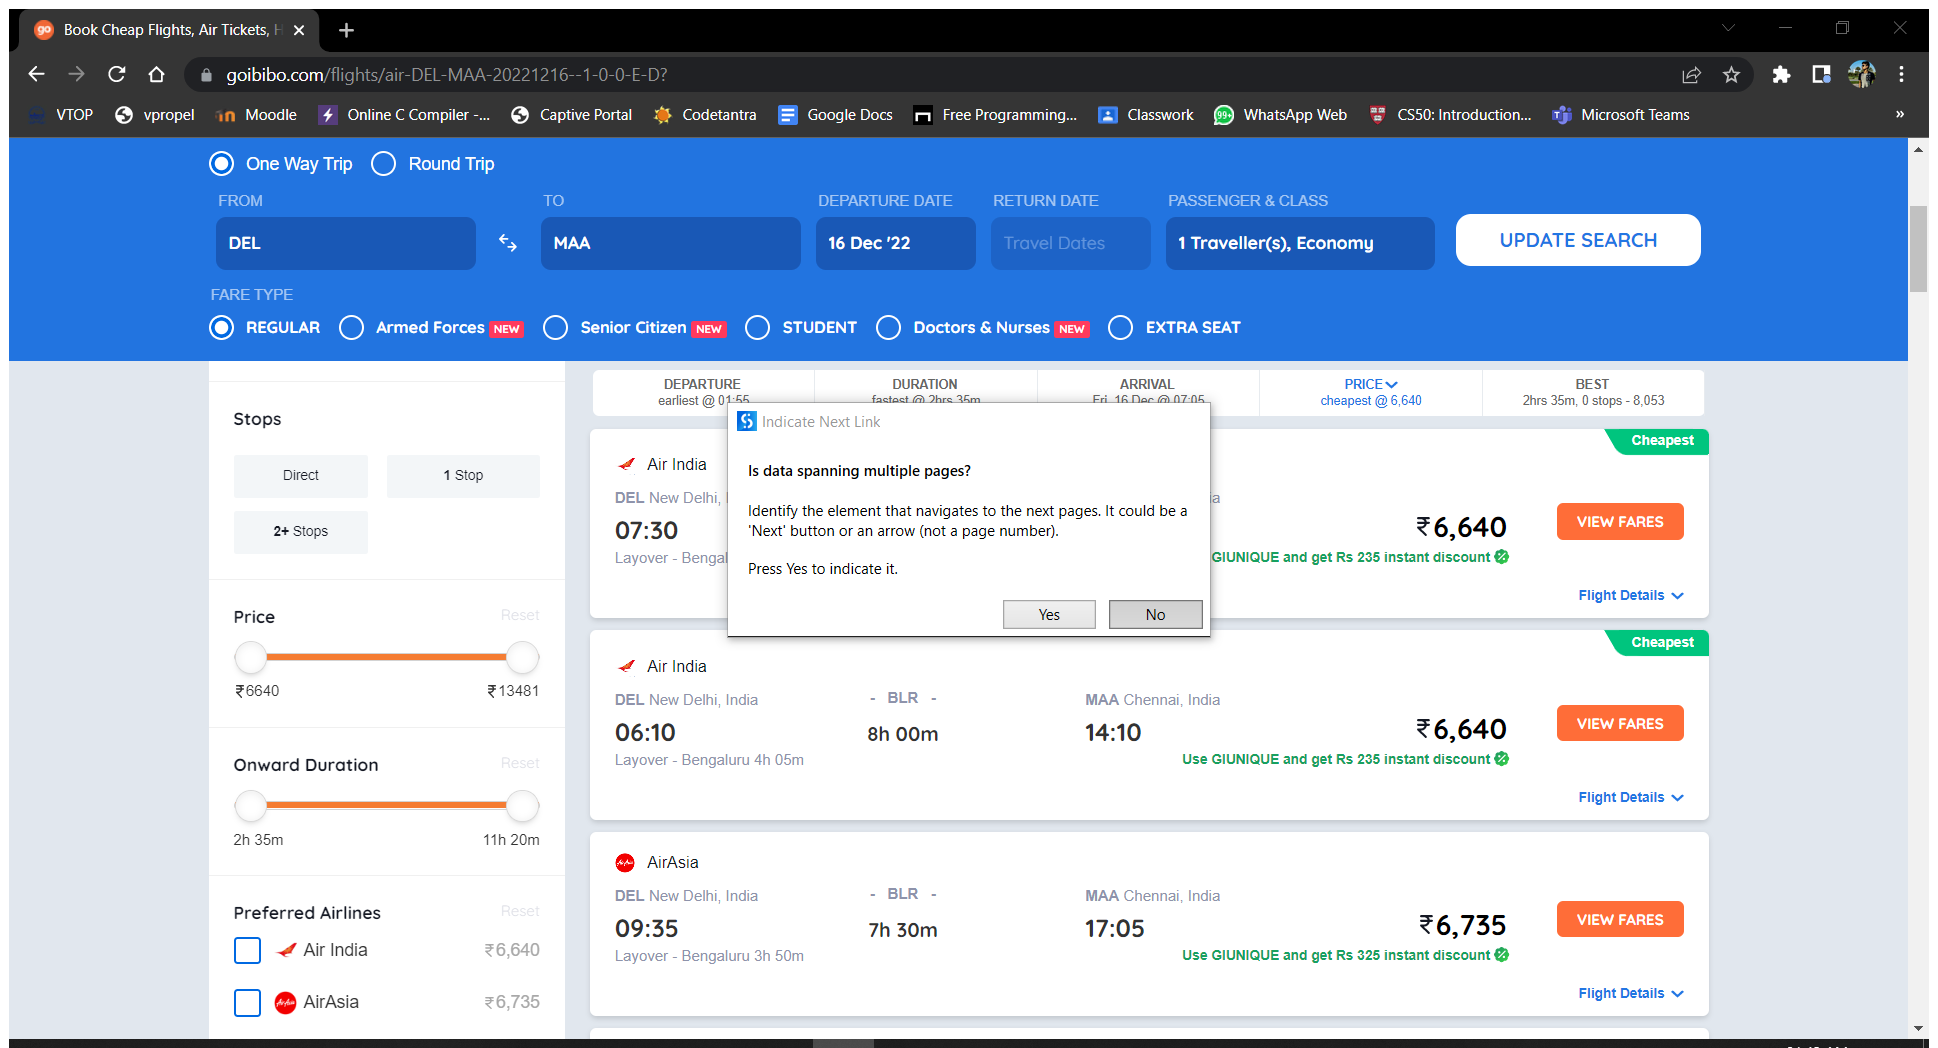 Book Cheap Flights, Air Tickets, H
goibibo.com/flights/air-DEL-MAA-20221216--1-0-0-E-D?
VTOP vpropel Moodle Online C Compiler -... Captive Portal Codetantra Google Docs Free Programming... Classwork WhatsApp Web CS50: Introduction... Microsoft Teams »
One Way Trip Round Trip
FROM TO DEPARTURE DATE RETURN DATE PASSENGER & CLASS
DEL MAA 16 Dec '22 Travel Dates 1 Traveller(s), Economy UPDATE SEARCH
FARE TYPE
REGULAR Armed Forces NEW Senior Citizen NEW STUDENT Doctors & Nurses NEW EXTRA SEAT
Stops
Direct 1 Stop
2+ Stops
Price Reset
₹6640 ₹13481
Onward Duration Reset
2h 35m 11h 20m
Preferred Airlines Reset
Air India ₹6,640
AirAsia ₹6,735
DEPARTURE DURATION ARRIVAL PRICE BEST
earliest @ 01:55 fastest @ 2hrs 35m Fri, 16 Dec @ 07:05 cheapest @ 6,640 2hrs 35m, 0 stops - 8,053
Indicate Next Link
Is data spanning multiple pages?
Identify the element that navigates to the next pages. It could be a
'Next' button or an arrow (not a page number).
Press Yes to indicate it.
Yes No
Cheapest
Air India
DEL New Delhi,
07:30 ₹6,640 VIEW FARES
Layover - Bengal GIUNIQUE and get Rs 235 instant discount
Flight Details
Cheapest
Air India
DEL New Delhi, India - BLR - MAA Chennai, India
06:10 8h 00m 14:10 ₹6,640 VIEW FARES
Layover - Bengaluru 4h 05m Use GIUNIQUE and get Rs 235 instant discount
Flight Details
AirAsia
DEL New Delhi, India - BLR - MAA Chennai, India
09:35 7h 30m 17:05 ₹6,735 VIEW FARES
Layover - Bengaluru 3h 50m Use GIUNIQUE and get Rs 325 instant discount
Flight Details